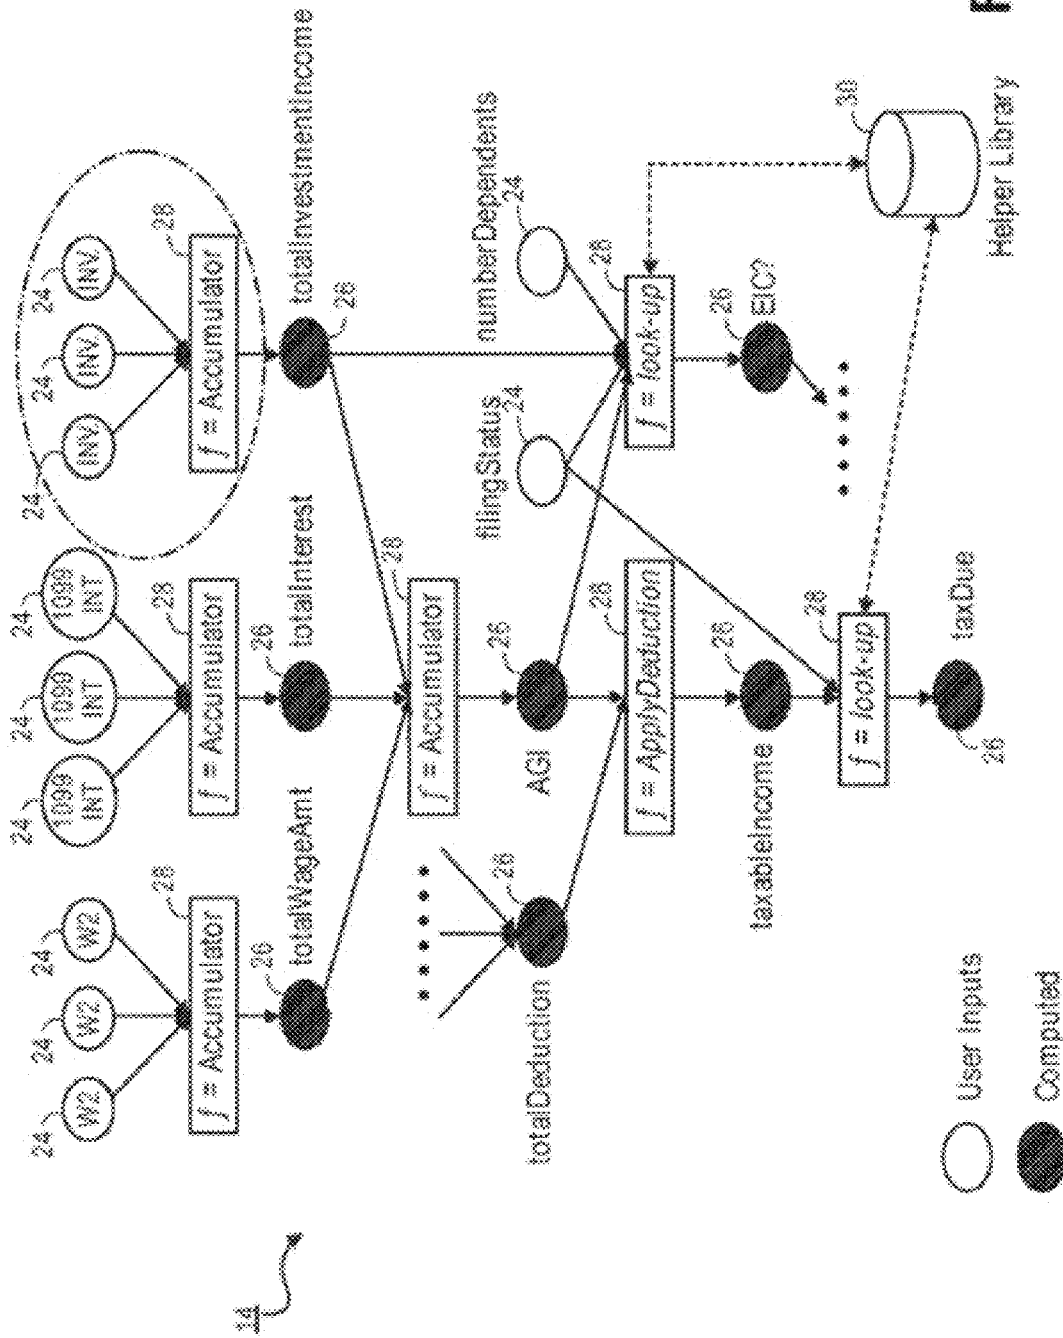 14
24
24
24
24
24
24
24
24
24
W2
W2
W2
1099
INT
1099
INT
1099
INT
INV
INV
INV
28
28
28
f = Accumulator
f = Accumulator
f = Accumulator
26
26
26
totalWageAmt
totalInterest
totalInvestmentIncome
28
f = Accumulator
totalDeduction
26
AGI
26
filingStatus
24
numberDependents
24
28
f = ApplyDeduction
28
f = look-up
taxableIncome
26
26
EIC?
28
f = look-up
30
Helper Library
26
taxDue
User Inputs
Computed